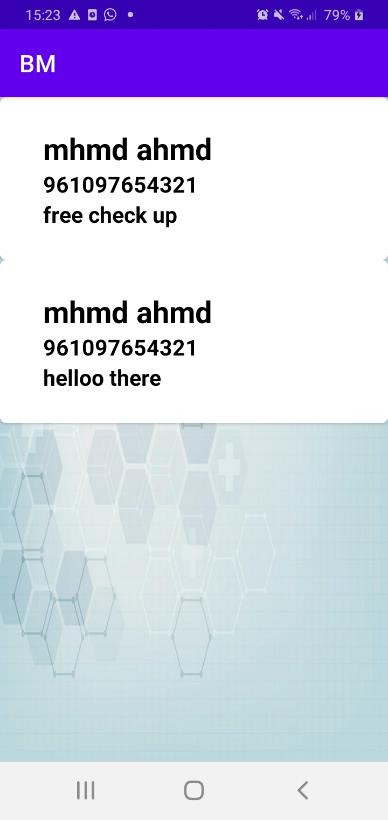 15:23 79%
BM
mhmd ahmd
961097654321
free check up
mhmd ahmd
961097654321
helloo there